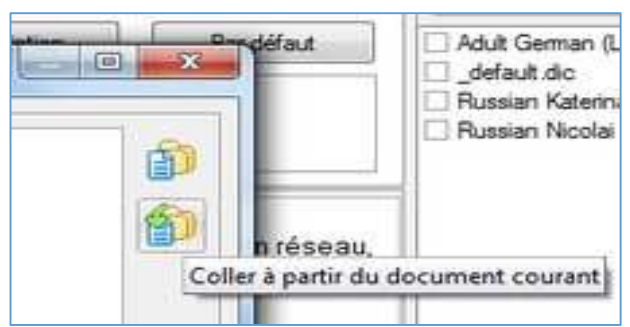 Par défaut
Adult German (L
_default.dic
Russian Katerina
Russian Nicolai
n réseau,
Coller à partir du document courant